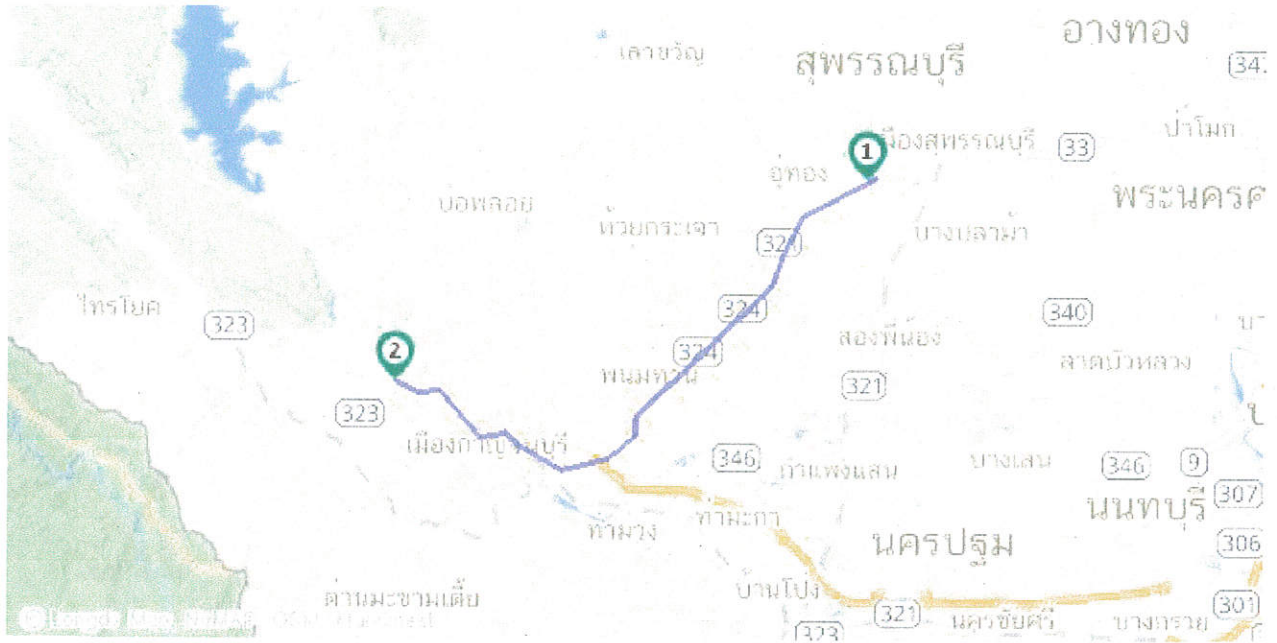 อ่างทอง
เลาขวัญ
สุพรรณบุรี
ป่าโมก
1
เมืองสุพรรณบุรี
33
อู่ทอง
บ่อพลอย
ห้วยกระเจา
321
บางปลาม้า
ไทรโยค
323
324
340
สองพี่น้อง
ลาดบัวหลวง
2
324
พนมทวน
321
323
เมืองกาญจนบุรี
346
กำแพงแสน
บางเลน
346
9
นนทบุรี
307
ท่าม่วง
ท่ามะกา
นครปฐม
306
ด่านมะขามเตี้ย
บ้านโป่ง
321
นครชัยศรี
บางกรวย
301
323